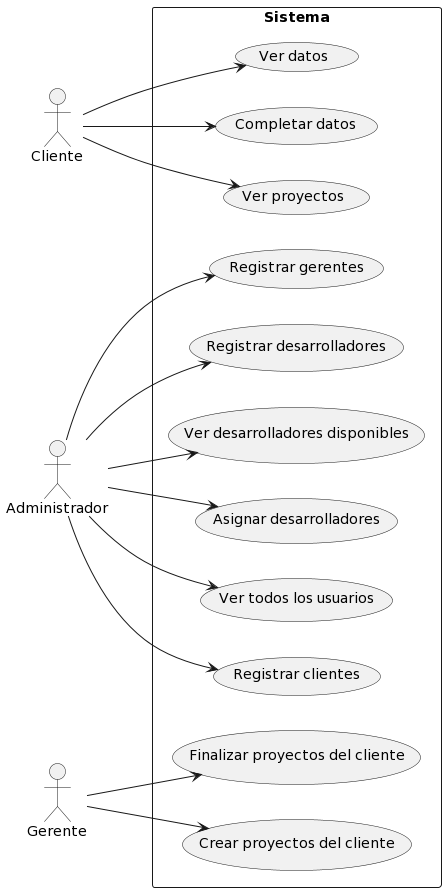 Sistema
Ver datos
Completar datos
Cliente
Ver proyectos
Registrar gerentes
Registrar desarrolladores
Ver desarrolladores disponibles
Administrador
Asignar desarrolladores
Ver todos los usuarios
Registrar clientes
Finalizar proyectos del cliente
Gerente
Crear proyectos del cliente